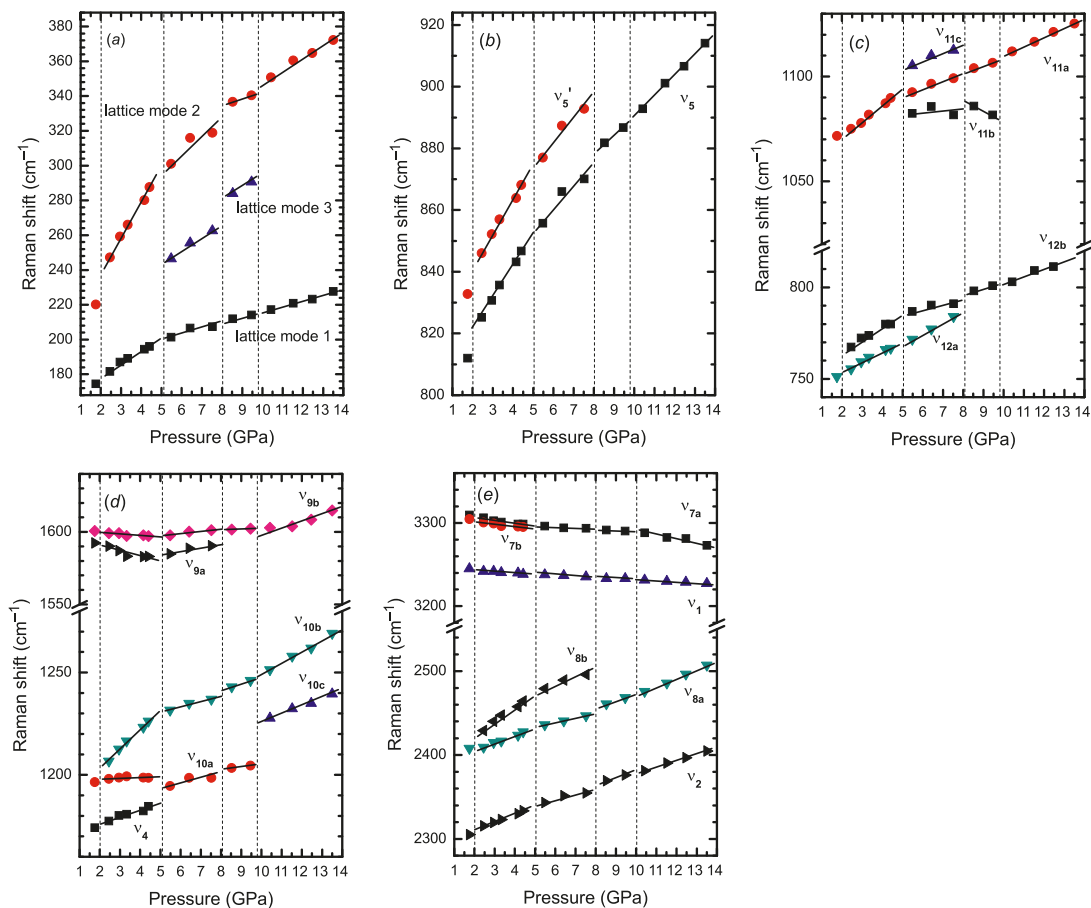 (a)
380
360
340
320
300
280
260
240
220
200
180
lattice mode 2
lattice mode 3
lattice mode 1
Raman shift (cm−1)
1 2 3 4 5 6 7 8 9 10 11 12 13 14
Pressure (GPa)
(b)
920
900
880
860
840
820
800
ν5'
ν5
Raman shift (cm−1)
1 2 3 4 5 6 7 8 9 10 11 12 13 14
Pressure (GPa)
(c)
1100
1050
800
750
ν11c
ν11a
ν11b
ν12b
ν12a
Raman shift (cm−1)
1 2 3 4 5 6 7 8 9 10 11 12 13 14
Pressure (GPa)
(d)
1600
1550
1250
1200
ν9b
ν9a
ν10b
ν10c
ν10a
ν4
Raman shift (cm−1)
1 2 3 4 5 6 7 8 9 10 11 12 13 14
Pressure (GPa)
(e)
3300
3200
2500
2400
2300
ν7a
ν7b
ν1
ν8b
ν8a
ν2
Raman shift (cm−1)
1 2 3 4 5 6 7 8 9 10 11 12 13 14
Pressure (GPa)